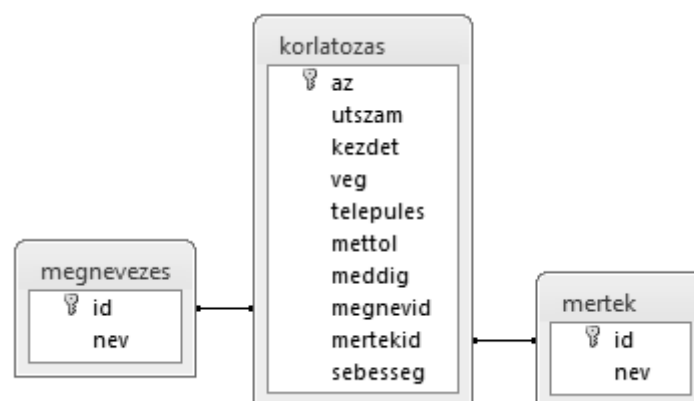 korlatozas
az
utszam
kezdet
veg
telepules
mettol
meddig
megnevid
mertekid
sebesseg
megnevezes
id
nev
mertek
id
nev